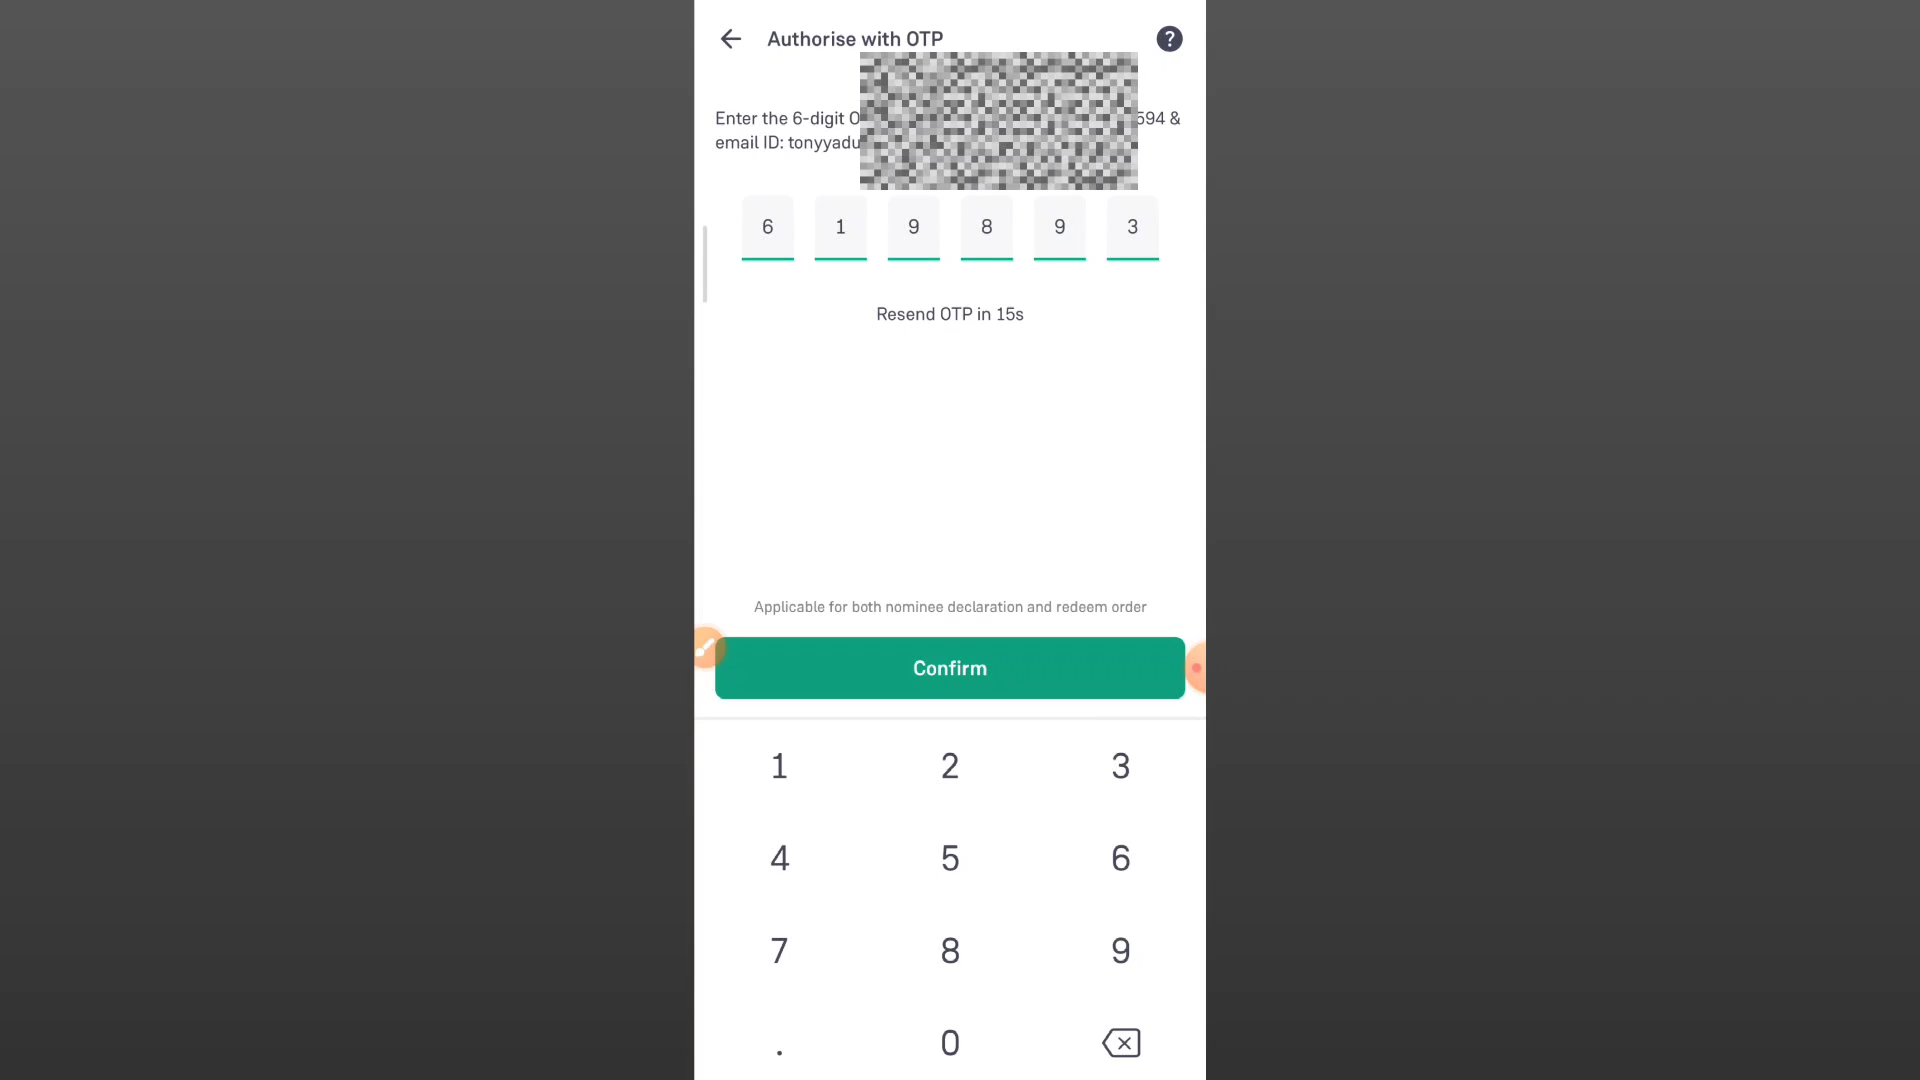 Authorise with OTP
?
Enter the 6-digit O 594 &
email ID: tonyyadu
6 1 9 8 9 3
Resend OTP in 15s
Applicable for both nominee declaration and redeem order
Confirm
1 2 3
4 5 6
7 8 9
. 0